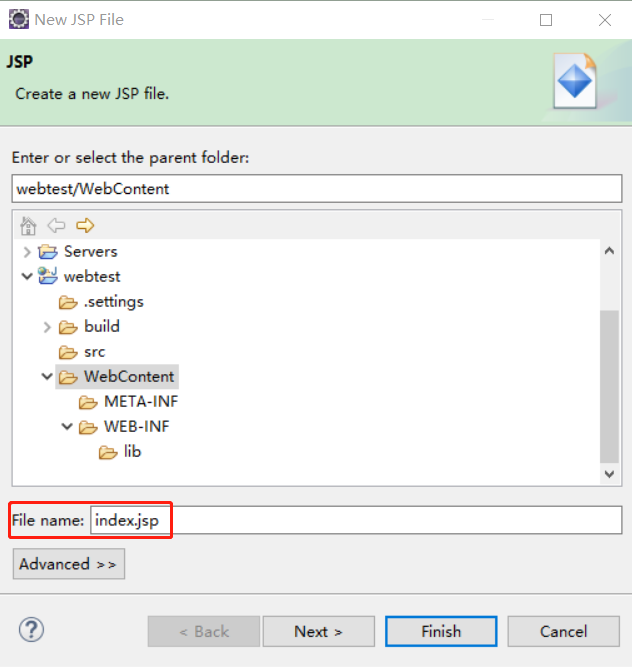 New JSP File
JSP
Create a new JSP file.
Enter or select the parent folder:
webtest/WebContent
Servers
webtest
.settings
build
src
WebContent
META-INF
WEB-INF
lib
File name: index.jsp
Advanced >>
?
< Back Next > Finish Cancel